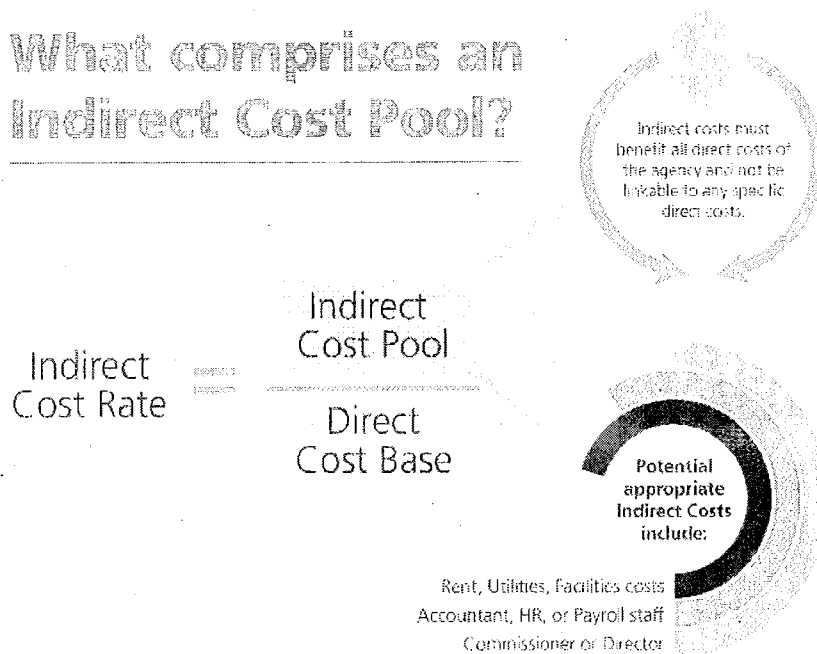 What comprises an
Indirect Cost Pool?
Indirect costs must
benefit all direct costs of
the agency and not be
linkable to any specific
direct costs.
Indirect
Cost Rate
=
Indirect
Cost Pool
Direct
Cost Base
Potential
appropriate
Indirect Costs
include:
Rent, Utilities, Facilities costs
Accountant, HR, or Payroll staff
Commissioner or Director